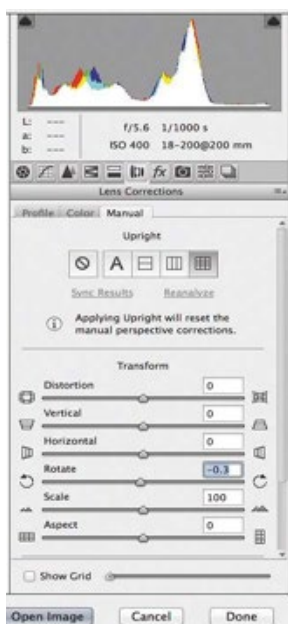 L: ---
a: ---
b: ---
f/5.6 1/1000 s
ISO 400 18-200@200 mm
fx
Lens Corrections
Profile Color Manual
Upright
A
Sync Results Reanalyze
Applying Upright will reset the
manual perspective corrections.
Transform
Distortion 0
Vertical 0
Horizontal 0
Rotate -0.3
Scale 100
Aspect 0
Show Grid
Open Image Cancel Done